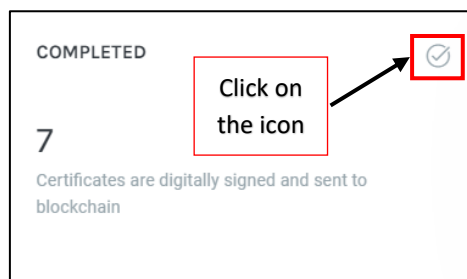 COMPLETED
Click on
the icon
7
Certificates are digitally signed and sent to
blockchain